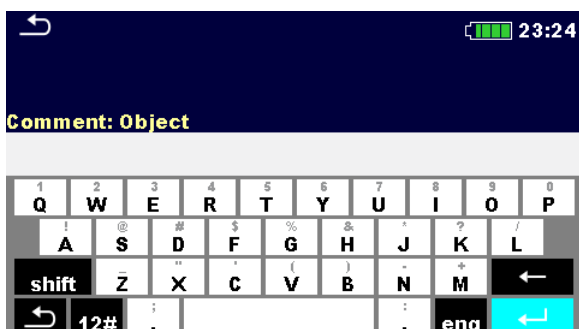 23:24
Comment: Object
1 2 3 4 5 6 7 8 9 0
Q W E R T Y U I O P
! @ # $ % & * ? /
A S D F G H J K L
_ " ' ( ) - +
shift Z X C V B N M ←
; :
12# , . eng